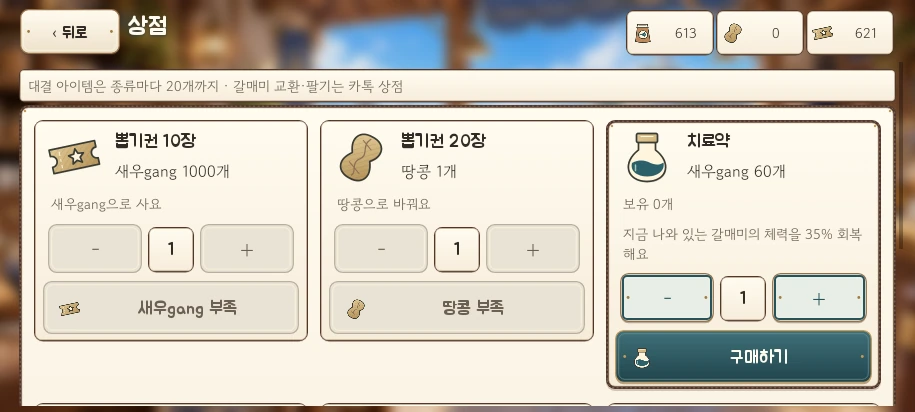 ‹ 뒤로
상점
613
0
621
대결 아이템은 종류마다 20개까지 · 갈매미 교환·팔기는 카톡 상점
뽑기권 10장
새우gang 1000개
새우gang으로 사요
-
1
+
새우gang 부족
뽑기권 20장
땅콩 1개
땅콩으로 바꿔요
-
1
+
땅콩 부족
치료약
새우gang 60개
보유 0개
지금 나와 있는 갈매미의 체력을 35% 회복
해요
-
1
+
구매하기